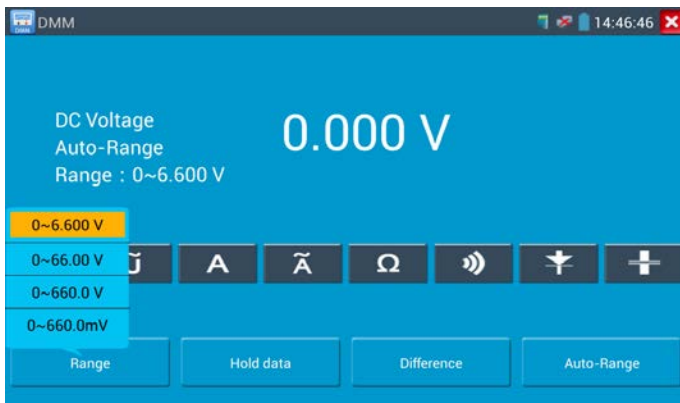 DMM
14:46:46
DC Voltage
0.000 V
Auto-Range
Range : 0~6.600 V
0~6.600 V
0~66.00 V
A
Ã
Ω
0~660.0 V
0~660.0mV
Range
Hold data
Difference
Auto-Range